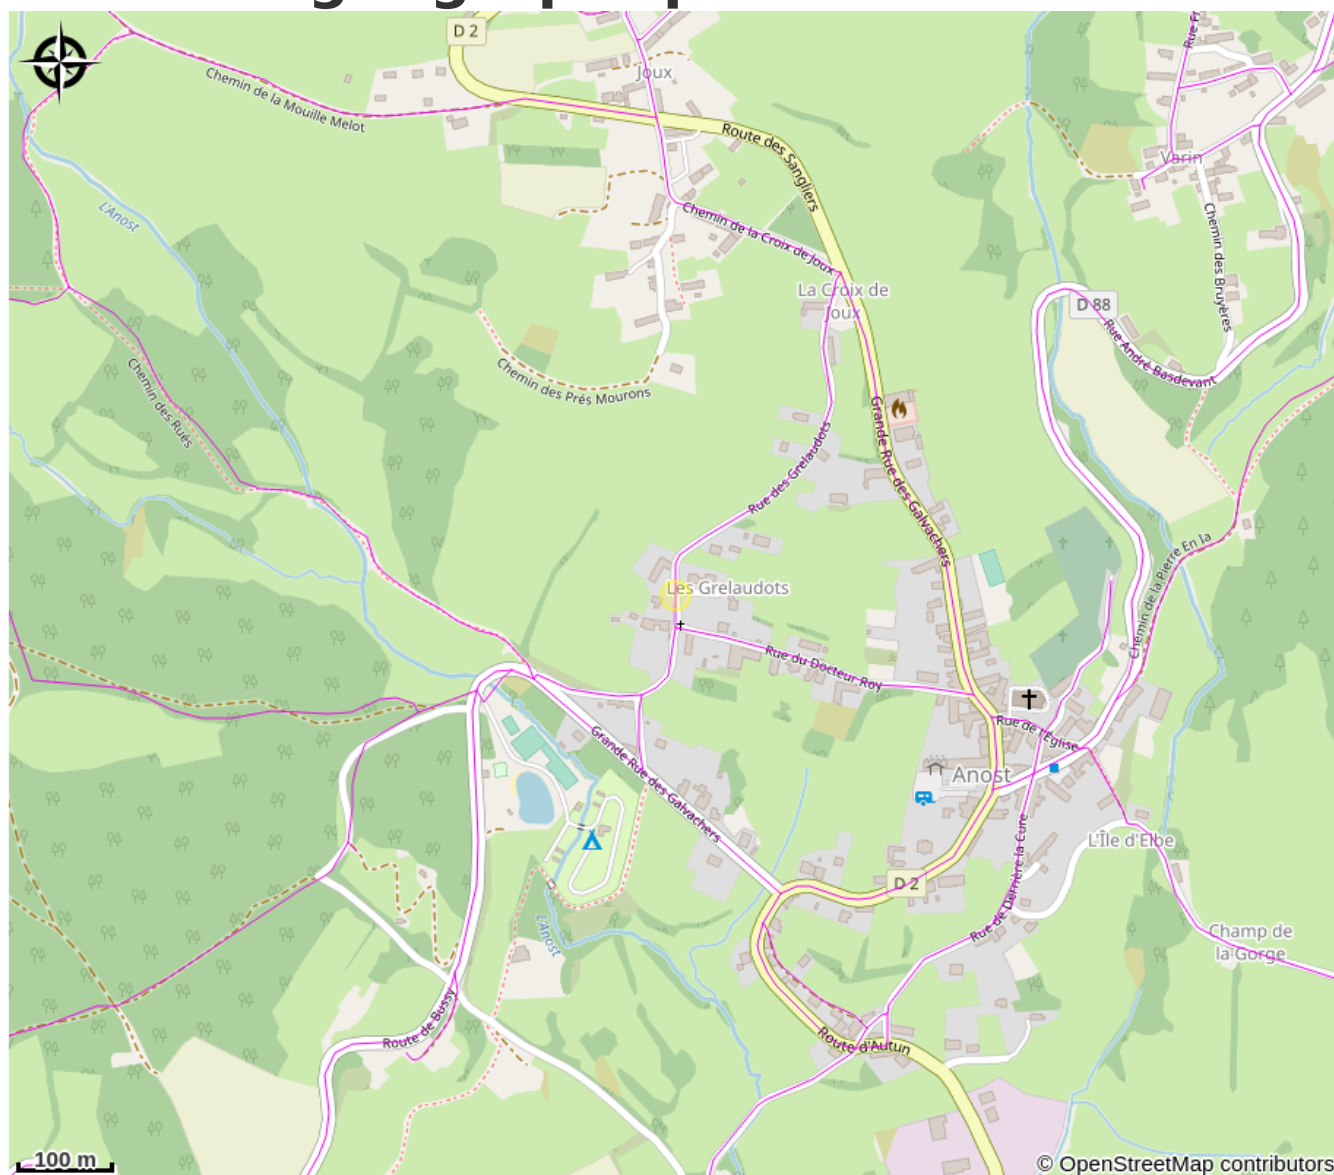 D 2
Joux
Chemin de la Mouille Melot
Route des Sangliers
Varin
L'Anost
Chemin de la Croix de Joux
Chemin des Bruyères
La Croix de
Joux
D 88
Rue André Basdevant
Chemin des Prés Mourons
Chemin des Rués
Grande Rue des Galvachers
Rue des Grelaudots
Chemin de la Pierre En la
Les Grelaudots
Rue du Docteur Roy
Rue de l'Église
Grande Rue des Galvachers
Anost
L'Île d'Elbe
D 2
Rue de Derrière la Cure
L'Anost
Champ de
la Gorge
Route de Bussy
Route d'Autun
100 m
© OpenStreetMap contributors